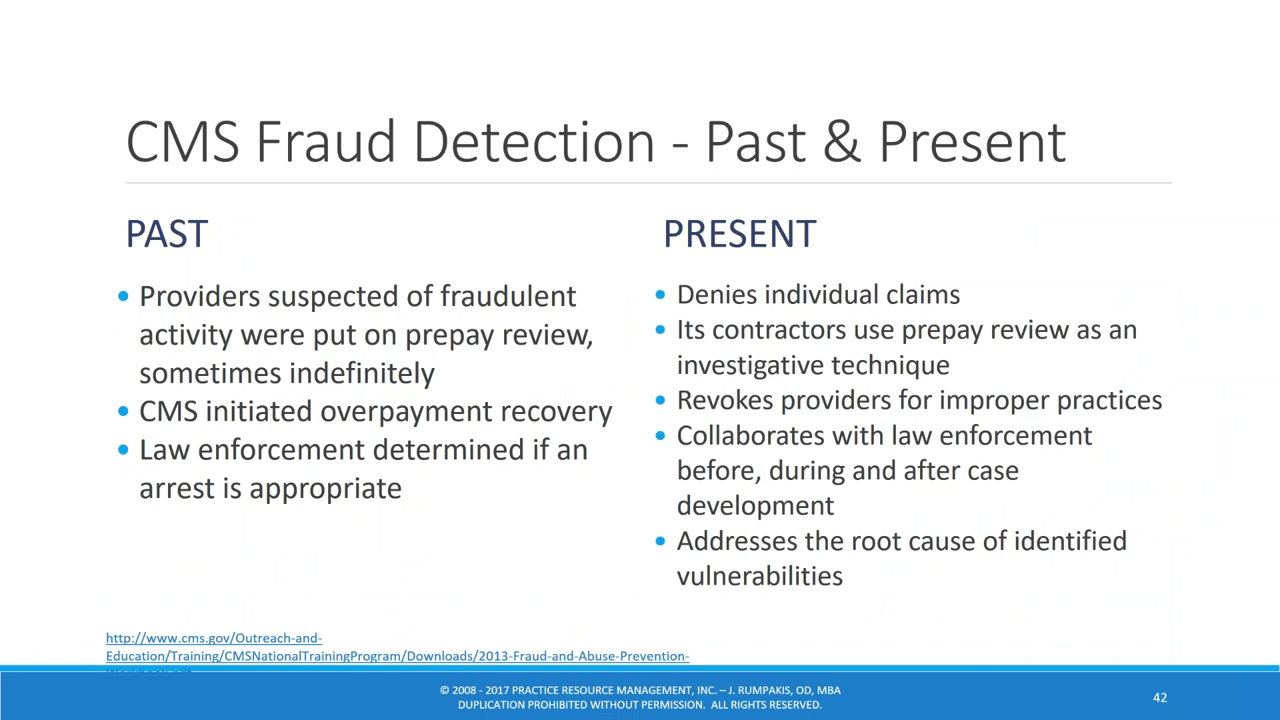 CMS Fraud Detection - Past & Present
PAST
• Providers suspected of fraudulent
activity were put on prepay review,
sometimes indefinitely
• CMS initiated overpayment recovery
• Law enforcement determined if an
arrest is appropriate
PRESENT
• Denies individual claims
• Its contractors use prepay review as an
investigative technique
• Revokes providers for improper practices
• Collaborates with law enforcement
before, during and after case
development
• Addresses the root cause of identified
vulnerabilities
http://www.cms.gov/Outreach-and-
Education/Training/CMSNationalTrainingProgram/Downloads/2013-Fraud-and-Abuse-Prevention-
© 2008 - 2017 PRACTICE RESOURCE MANAGEMENT, INC. – J. RUMPAKIS, OD, MBA
DUPLICATION PROHIBITED WITHOUT PERMISSION. ALL RIGHTS RESERVED.
42